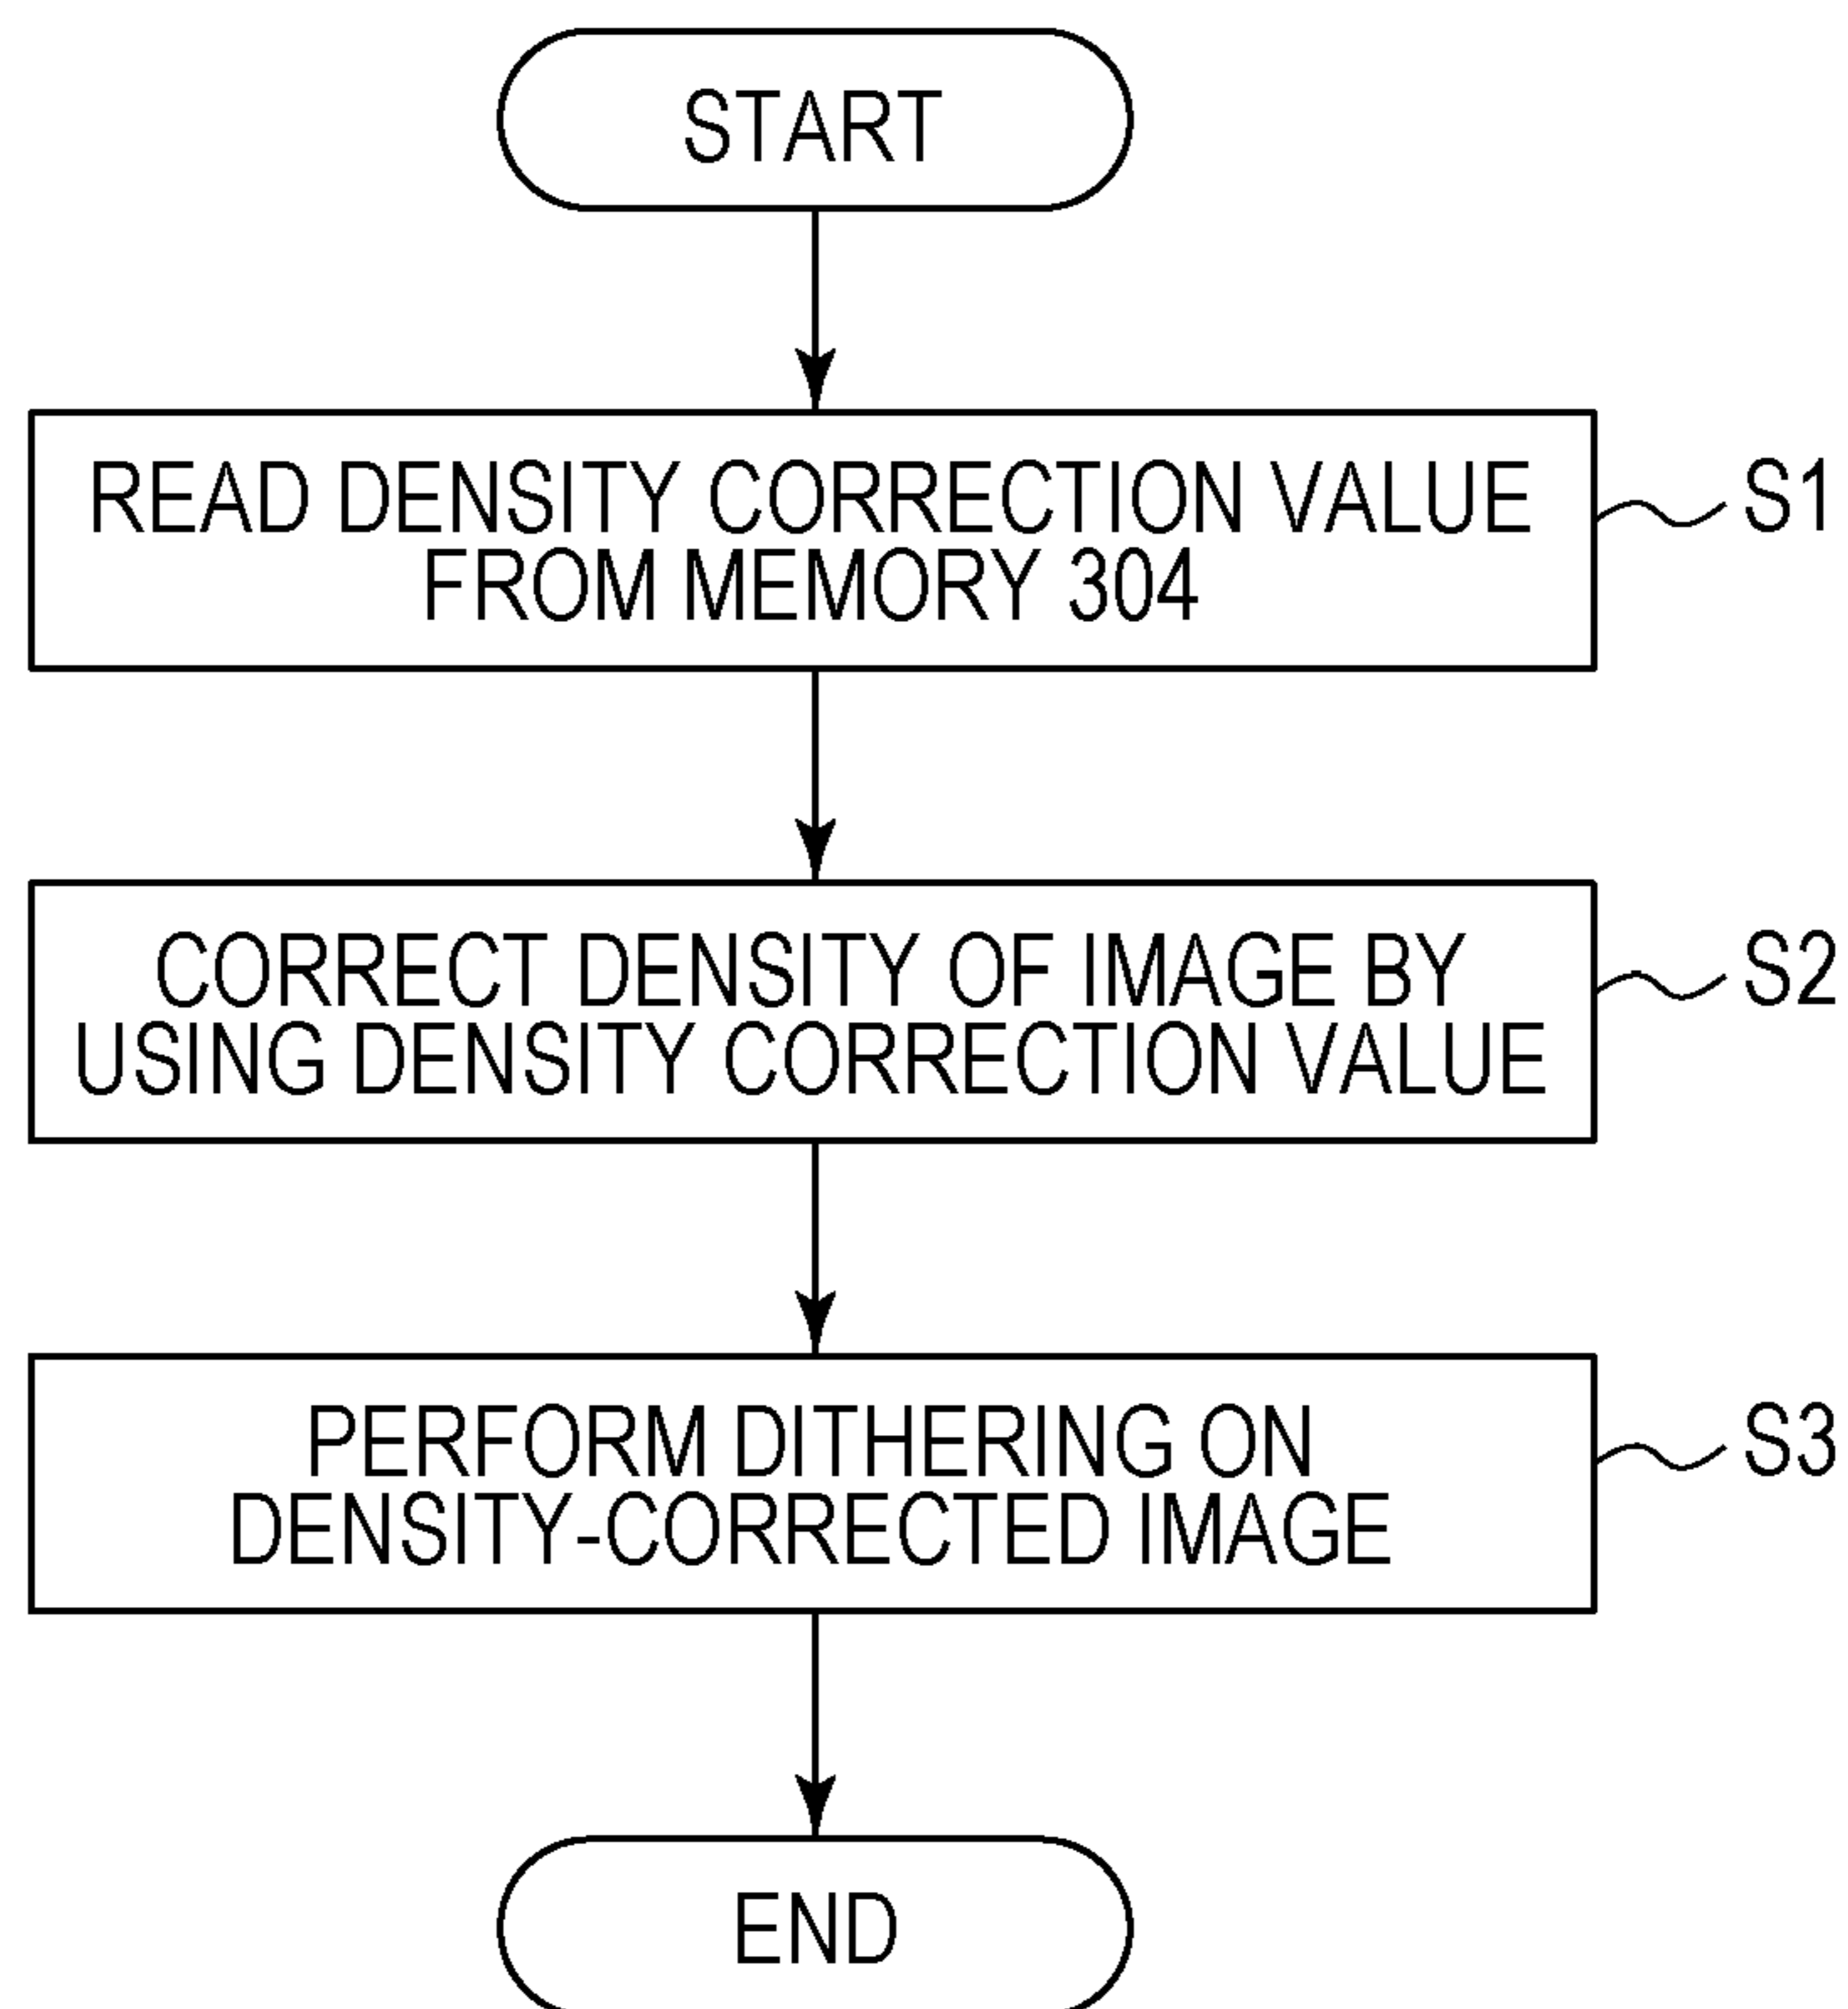 START
READ DENSITY CORRECTION VALUE
FROM MEMORY 304
S1
CORRECT DENSITY OF IMAGE BY
USING DENSITY CORRECTION VALUE
S2
PERFORM DITHERING ON
DENSITY-CORRECTED IMAGE
S3
END